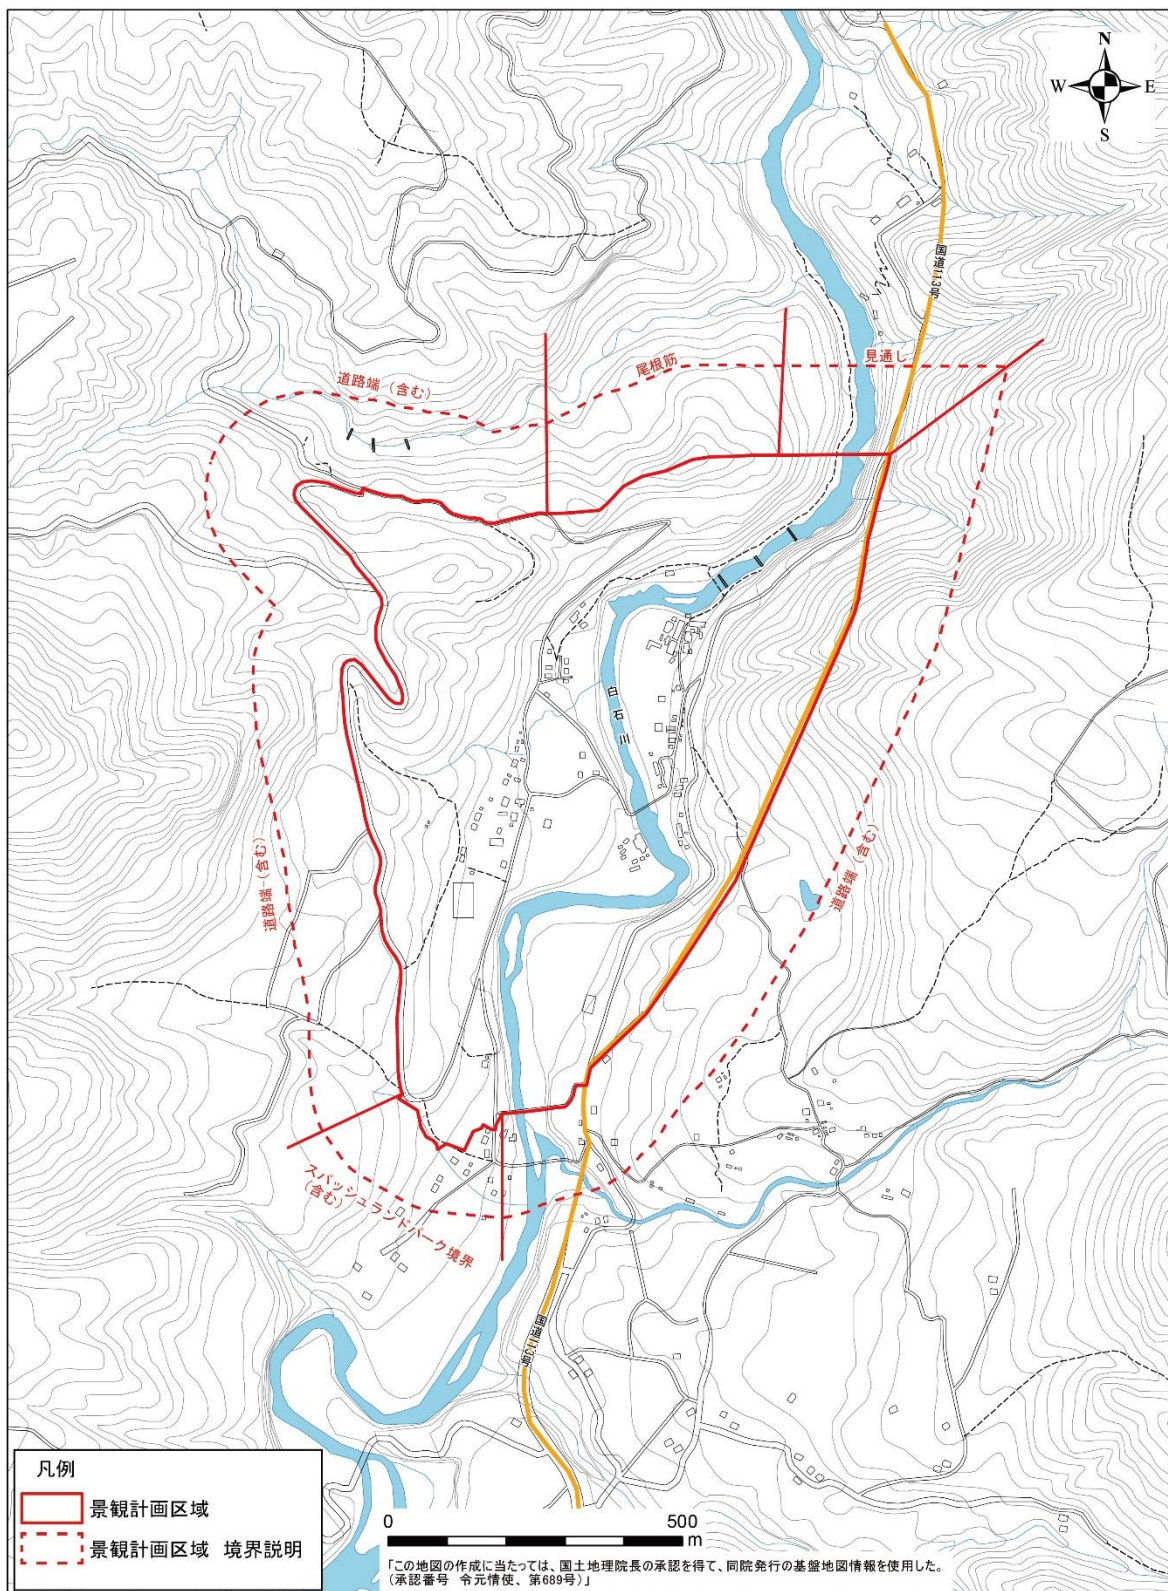 N
W E
S
国道113号
見通し
尾根筋
道路端（含む）
白石川
道路端（含む）
道路端（含む）
スパッシュランドパーク境界
（含む）
国道113号
凡例
景観計画区域
景観計画区域 境界説明
0 500
m
「この地図の作成に当たっては、国土地理院長の承認を得て、同院発行の基盤地図情報を使用した。
（承認番号 令元情使、第689号）」